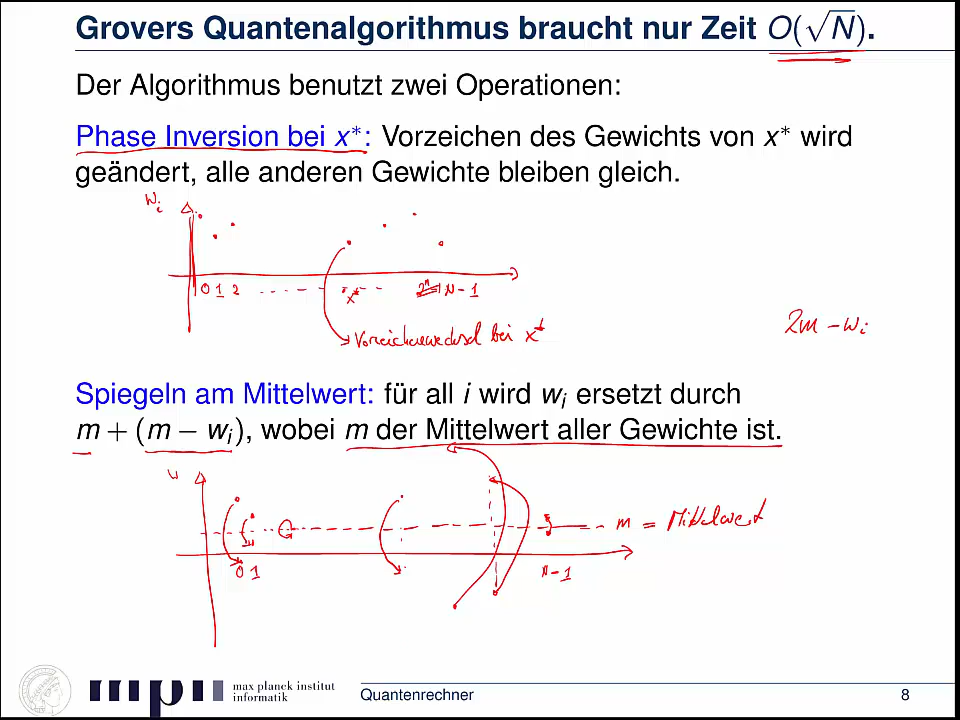 Grovers Quantenalgorithmus braucht nur Zeit O(√N).
Der Algorithmus benutzt zwei Operationen:
Phase Inversion bei x*: Vorzeichen des Gewichts von x* wird
geändert, alle anderen Gewichte bleiben gleich.
wi
0 1 2 x* N-1
Vorzeichenwechsel bei x*
2m - wi
Spiegeln am Mittelwert: für all i wird wi ersetzt durch
m + (m − wi), wobei m der Mittelwert aller Gewichte ist.
m = Mittelwert
0 1 N-1
max planck institut
informatik
Quantenrechner
8